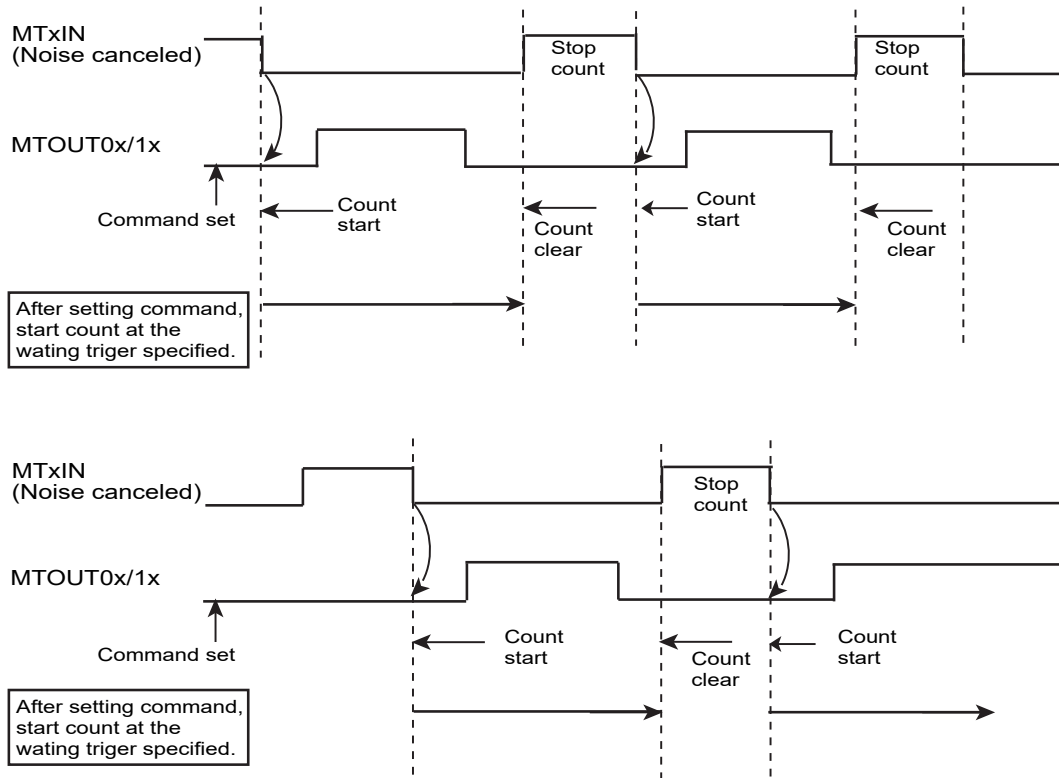 MTxIN
(Noise canceled)
Stop
count
Stop
count
MTOUT0x/1x
Command set
Count
start
Count
clear
Count
start
Count
clear
After setting command,
start count at the
wating triger specified.
MTxIN
(Noise canceled)
Stop
count
MTOUT0x/1x
Command set
Count
start
Count
clear
Count
start
After setting command,
start count at the
wating triger specified.